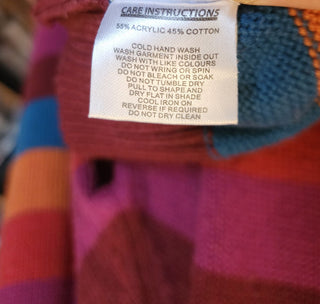 CARE INSTRUCTIONS
55% ACRYLIC 45% COTTON
COLD HAND WASH
WASH GARMENT INSIDE OUT
WASH WITH LIKE COLOURS
DO NOT WRING OR SPIN
DO NOT BLEACH OR SOAK
DO NOT TUMBLE DRY
PULL TO SHAPE AND
DRY FLAT IN SHADE
COOL IRON ON
REVERSE IF REQUIRED
DO NOT DRY CLEAN